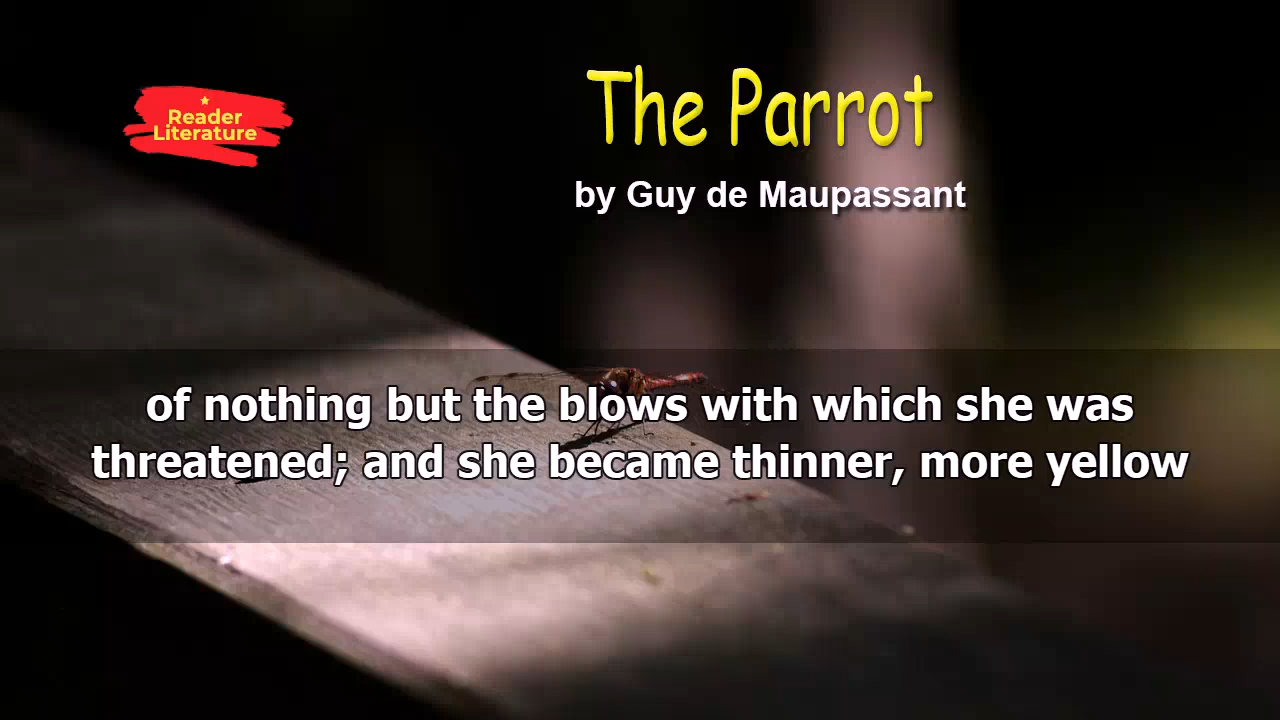 The Parrot
Reader
Literature
by Guy de Maupassant
of nothing but the blows with which she was
threatened; and she became thinner, more yellow